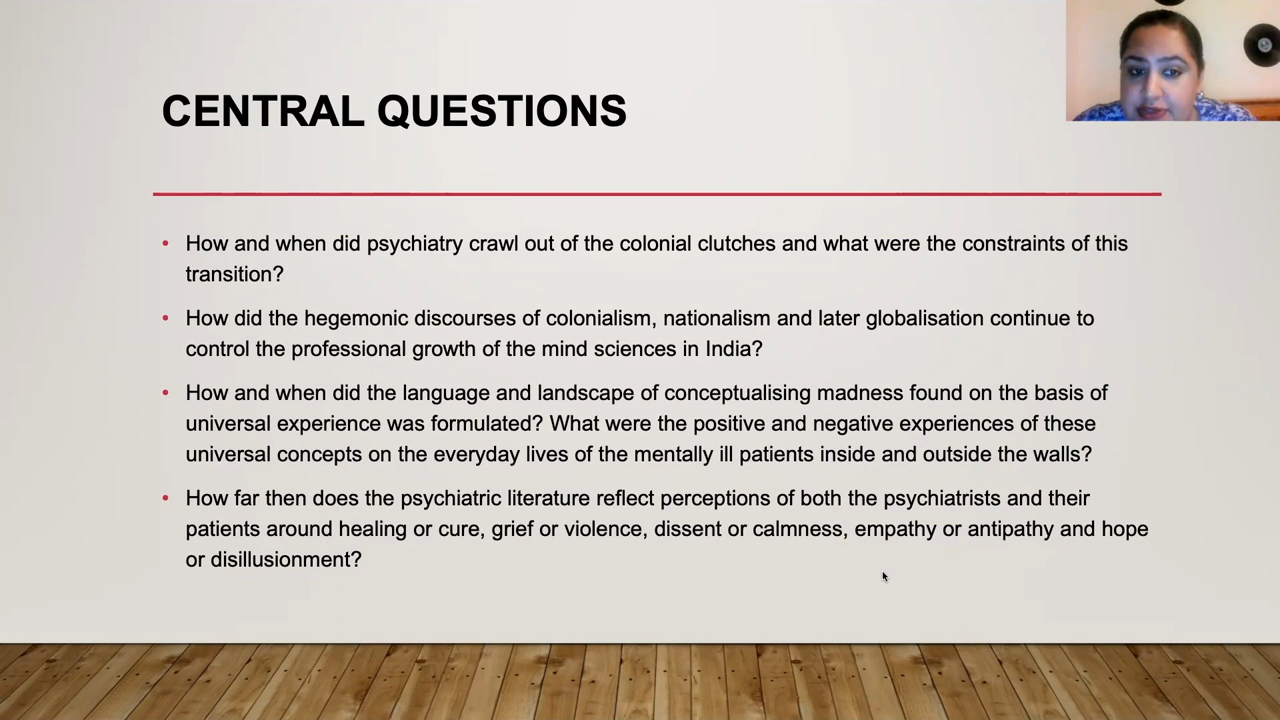 CENTRAL QUESTIONS
• How and when did psychiatry crawl out of the colonial clutches and what were the constraints of this
transition?
• How did the hegemonic discourses of colonialism, nationalism and later globalisation continue to
control the professional growth of the mind sciences in India?
• How and when did the language and landscape of conceptualising madness found on the basis of
universal experience was formulated? What were the positive and negative experiences of these
universal concepts on the everyday lives of the mentally ill patients inside and outside the walls?
• How far then does the psychiatric literature reflect perceptions of both the psychiatrists and their
patients around healing or cure, grief or violence, dissent or calmness, empathy or antipathy and hope
or disillusionment?